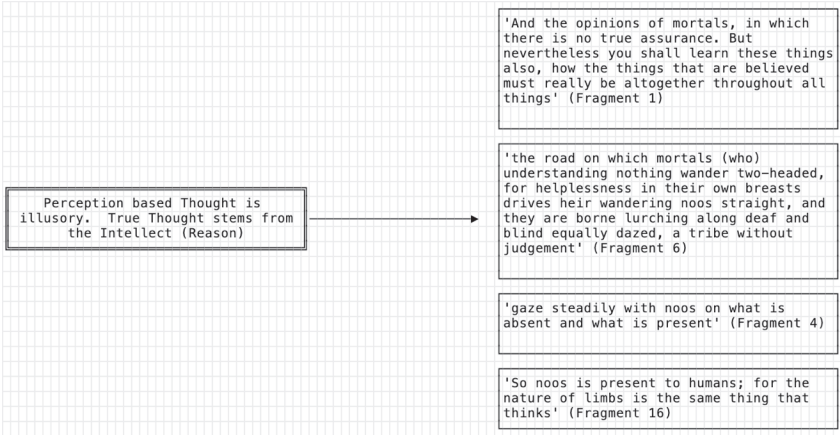 Perception based Thought is
illusory.  True Thought stems from
the Intellect (Reason)
'And the opinions of mortals, in which
there is no true assurance. But
nevertheless you shall learn these things
also, how the things that are believed
must really be altogether throughout all
things' (Fragment 1)
'the road on which mortals (who)
understanding nothing wander two-headed,
for helplessness in their own breasts
drives heir wandering noos straight, and
they are borne lurching along deaf and
blind equally dazed, a tribe without
judgement' (Fragment 6)
'gaze steadily with noos on what is
absent and what is present' (Fragment 4)
'So noos is present to humans; for the
nature of limbs is the same thing that
thinks' (Fragment 16)